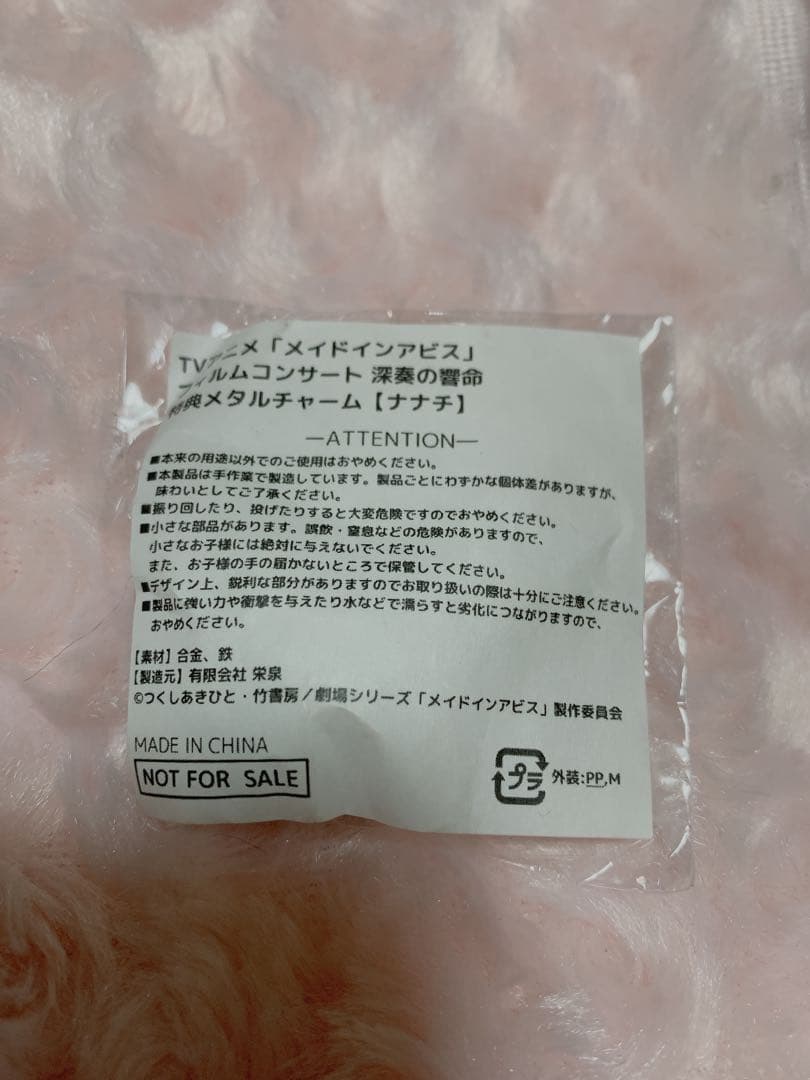 TVアニメ「メイドインアビス」
フィルムコンサート 深奏の響命
特典メタルチャーム【ナナチ】
—ATTENTION—
■本来の用途以外でのご使用はおやめください。
■本製品は手作業で製造しています。製品ごとにわずかな個体差がありますが、
味わいとしてご了承ください。
■振り回したり、投げたりすると大変危険ですのでおやめください。
■小さな部品があります。誤飲・窒息などの危険がありますので、
小さなお子様には絶対に与えないでください。
また、お子様の手の届かないところで保管してください。
■デザイン上、鋭利な部分がありますのでお取り扱いの際は十分にご注意ください。
■製品に強い力や衝撃を与えたり水などで濡らすと劣化につながりますので、
おやめください。
【素材】合金、鉄
【製造元】有限会社 栄泉
©つくしあきひと・竹書房/劇場シリーズ「メイドインアビス」製作委員会
MADE IN CHINA
NOT FOR SALE
プラ 外装:PP,M